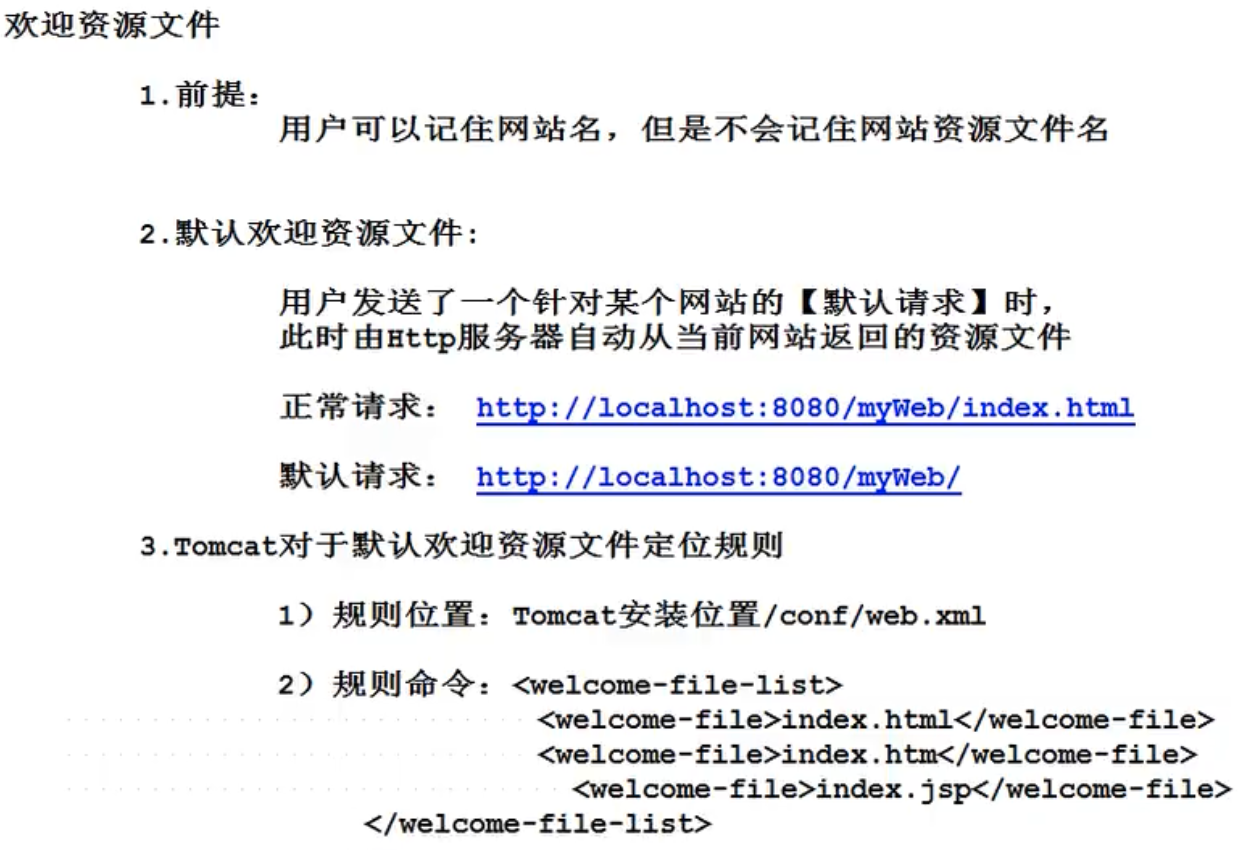 欢迎资源文件
1.前提：
用户可以记住网站名，但是不会记住网站资源文件名
2.默认欢迎资源文件:
用户发送了一个针对某个网站的【默认请求】时，
此时由Http服务器自动从当前网站返回的资源文件
正常请求： http://localhost:8080/myWeb/index.html
默认请求： http://localhost:8080/myWeb/
3.Tomcat对于默认欢迎资源文件定位规则
1）规则位置：Tomcat安装位置/conf/web.xml
2）规则命令：<welcome-file-list>
<welcome-file>index.html</welcome-file>
<welcome-file>index.htm</welcome-file>
<welcome-file>index.jsp</welcome-file>
</welcome-file-list>